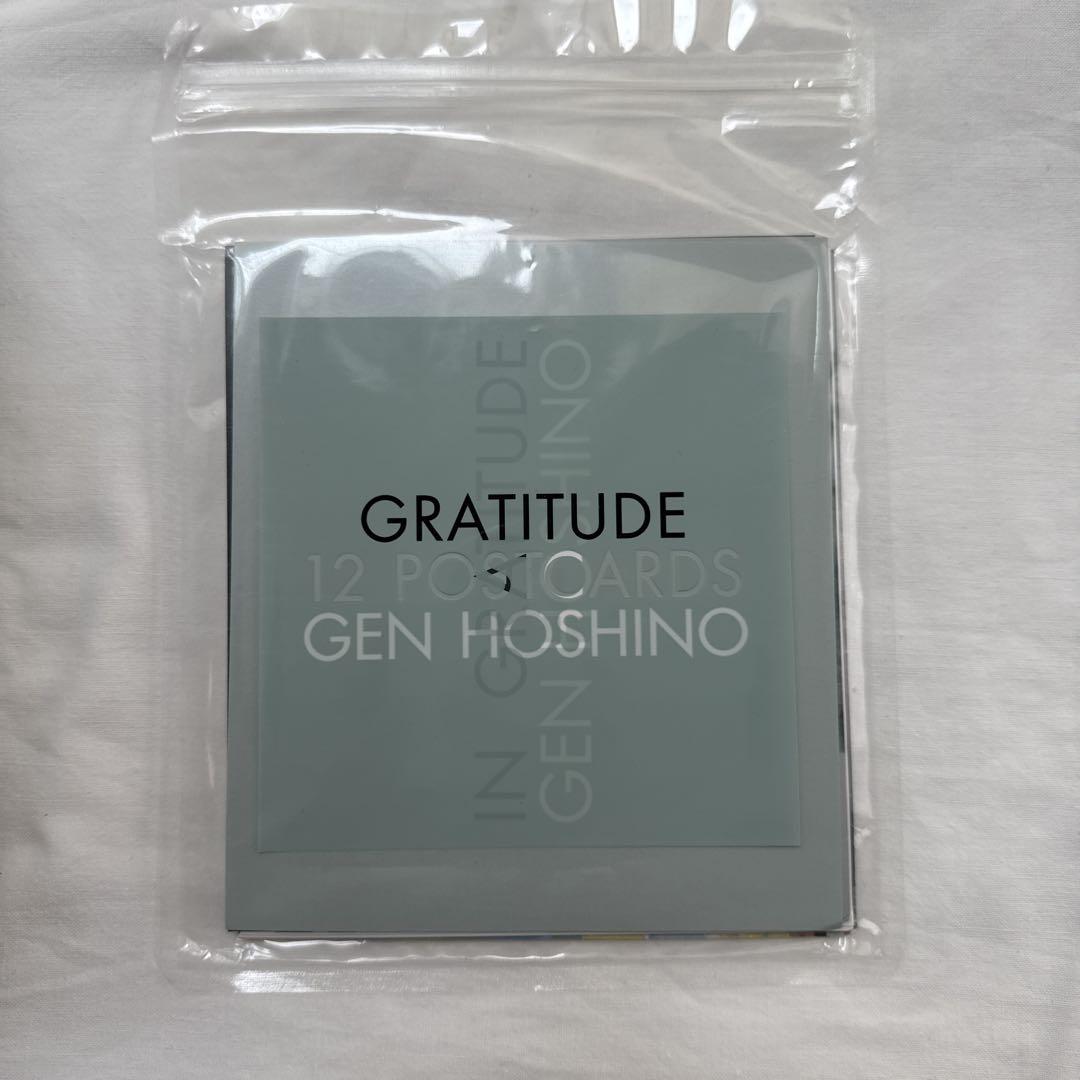 GRATITUDE
12 POSTCARDS
GEN HOSHINO
IN GRATITUDE
GEN HOSHINO